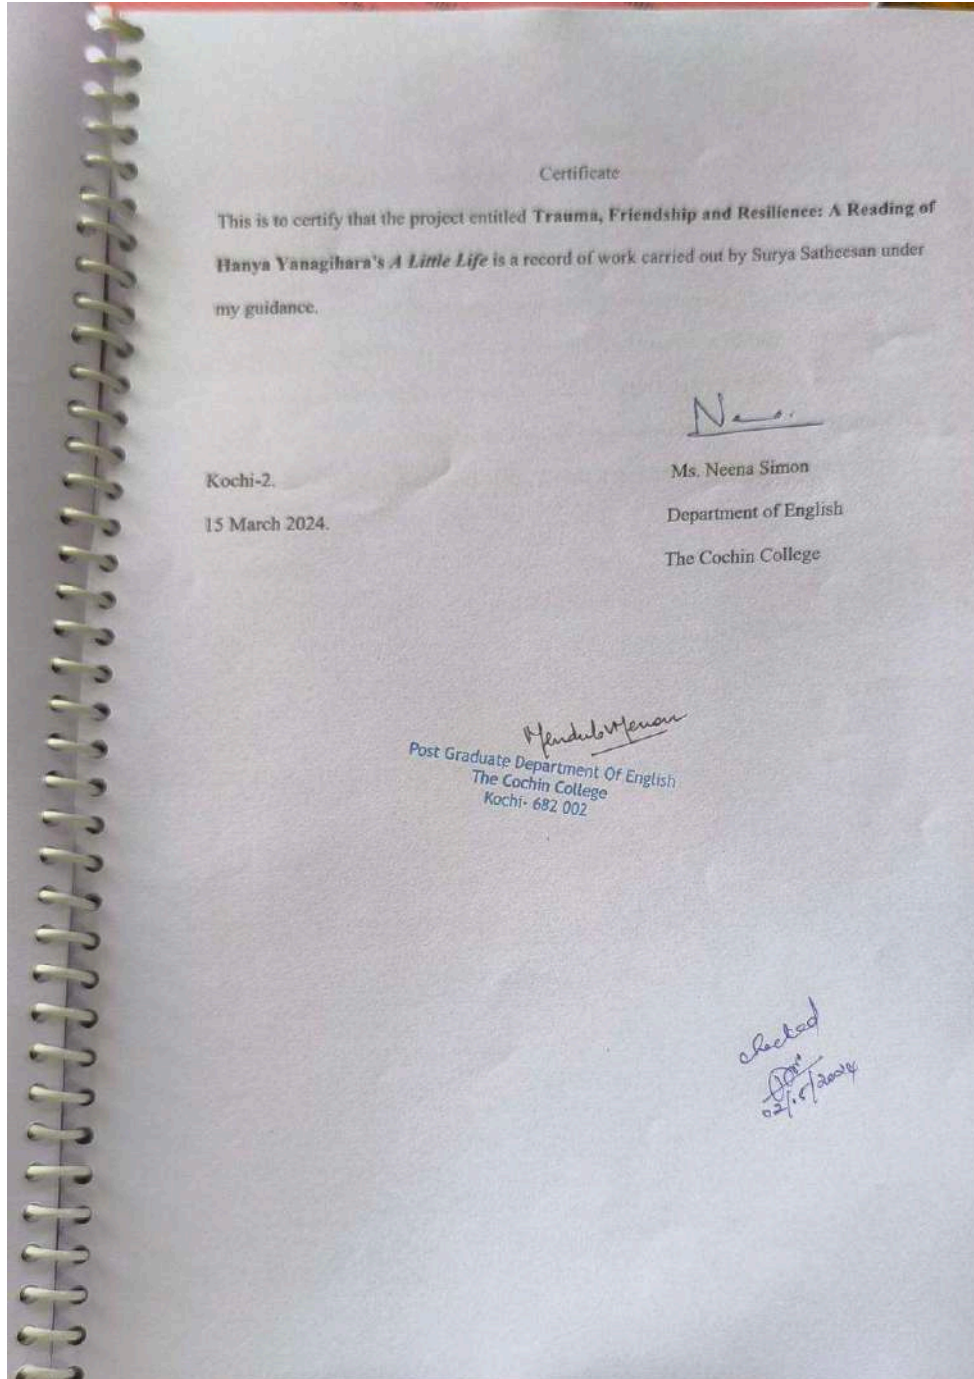 Certificate
This is to certify that the project entitled Trauma, Friendship and Resilience: A Reading of
Hanya Yanagihara's A Little Life is a record of work carried out by Surya Satheesan under
my guidance.
Kochi-2.
15 March 2024.
Ms. Neena Simon
Department of English
The Cochin College
Post Graduate Department Of English
The Cochin College
Kochi- 682 002
checked